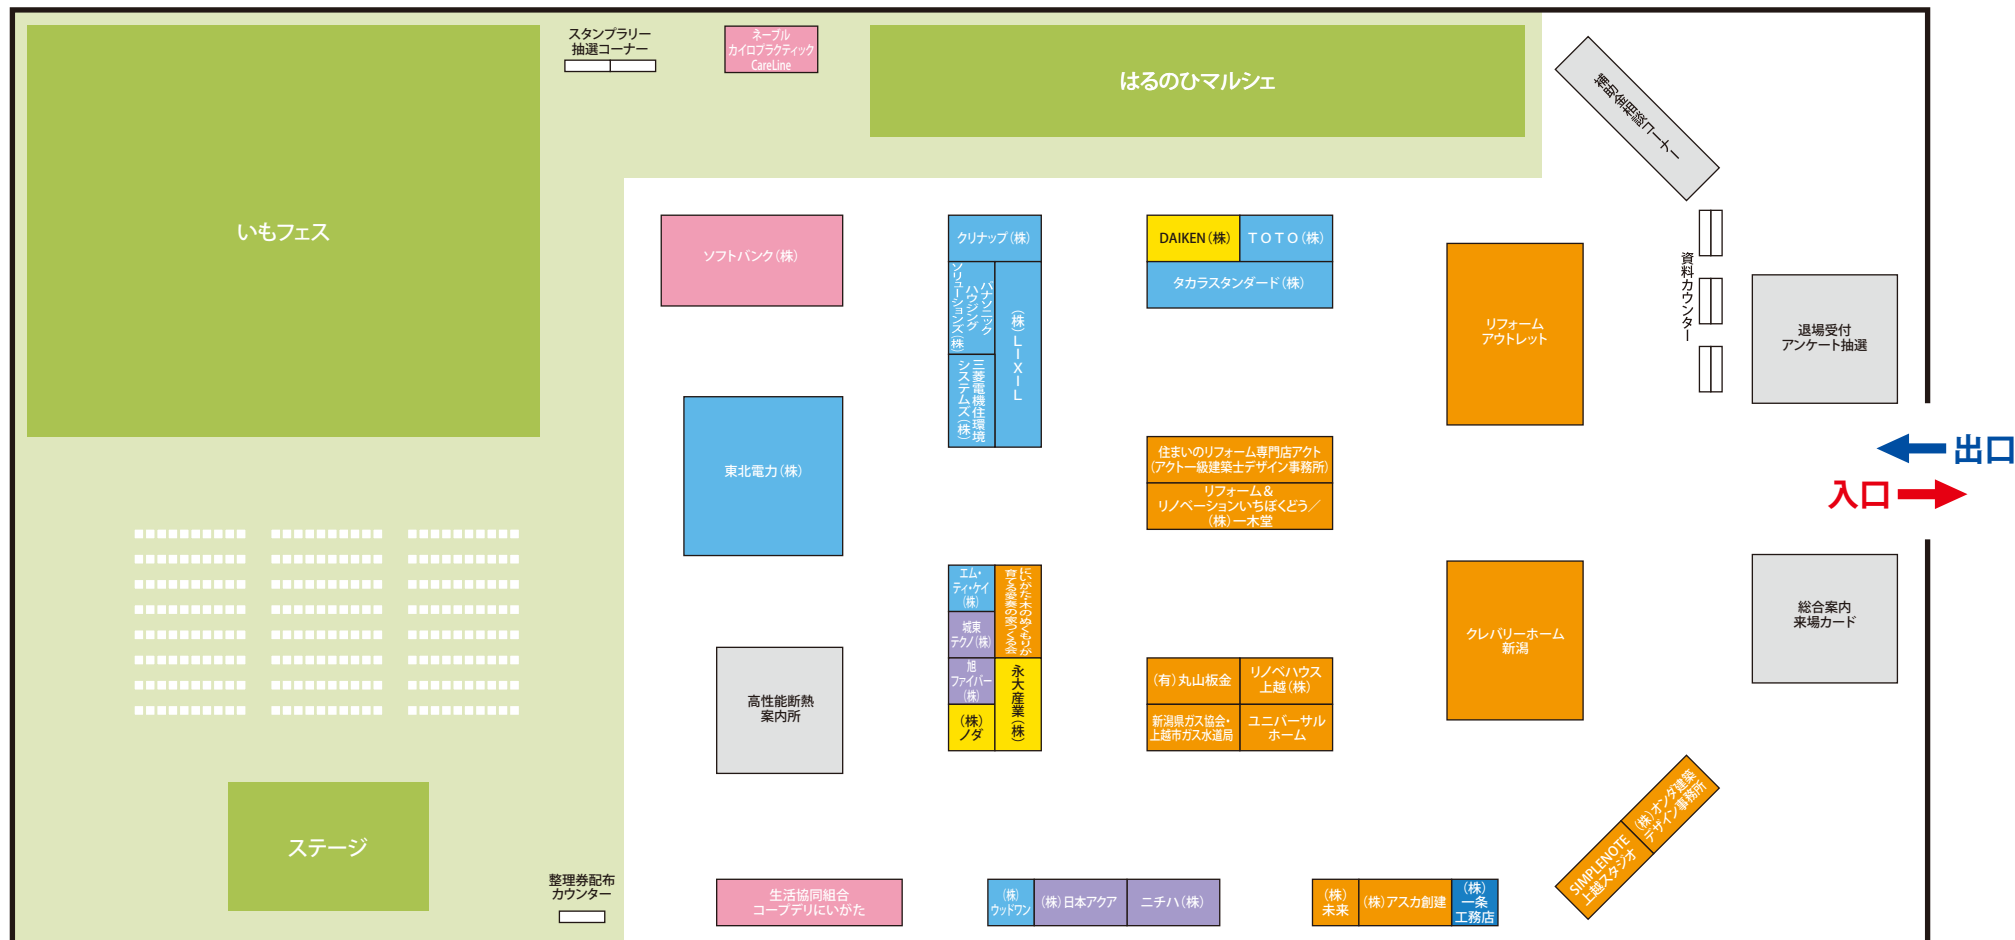 スタンプラリー
抽選コーナー
ネーブル
カイロプラクティック
CareLine
はるのひマルシェ
補助金相談コーナー
いもフェス
ソフトバンク(株)
クリナップ(株)
パナソニック
ハウジング
ソリューションズ(株)
(株)LIXIL
三菱電機住環境
システムズ(株)
DAIKEN(株)
TOTO(株)
タカラスタンダード(株)
リフォーム
アウトレット
資料カウンター
退場受付
アンケート抽選
出口
入口
東北電力(株)
住まいのリフォーム専門店アクト
(アクト一級建築士デザイン事務所)
リフォーム&
リノベーションいちぼくどう/
(株)一木堂
エム・
ティ・ケイ
(株)
にいがた・木のぬくもりが
育てる愛着の家つくる会
城東
テクノ(株)
旭
ファイバー
(株)
(株)
ノダ
永大産業(株)
クレバリーホーム
新潟
総合案内
来場カード
高性能断熱
案内所
(有)丸山板金
リノベハウス
上越(株)
新潟県ガス協会・
上越市ガス水道局
ユニバーサル
ホーム
(株)オンダ建築
デザイン事務所
SIMPLENOTE
上越スタジオ
ステージ
整理券配布
カウンター
生活協同組合
コープデリにいがた
(株)
ウッドワン
(株)日本アクア
ニチハ(株)
(株)
未来
(株)アスカ創建
(株)
一条
工務店